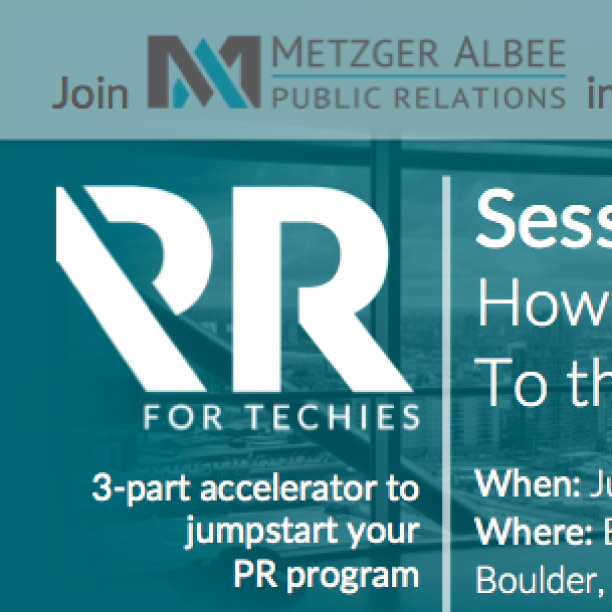 Join METZGER ALBEE
PUBLIC RELATIONS
PR
FOR TECHIES
3-part accelerator to
jumpstart your
PR program
How
To
When:
Where:
Boulder,